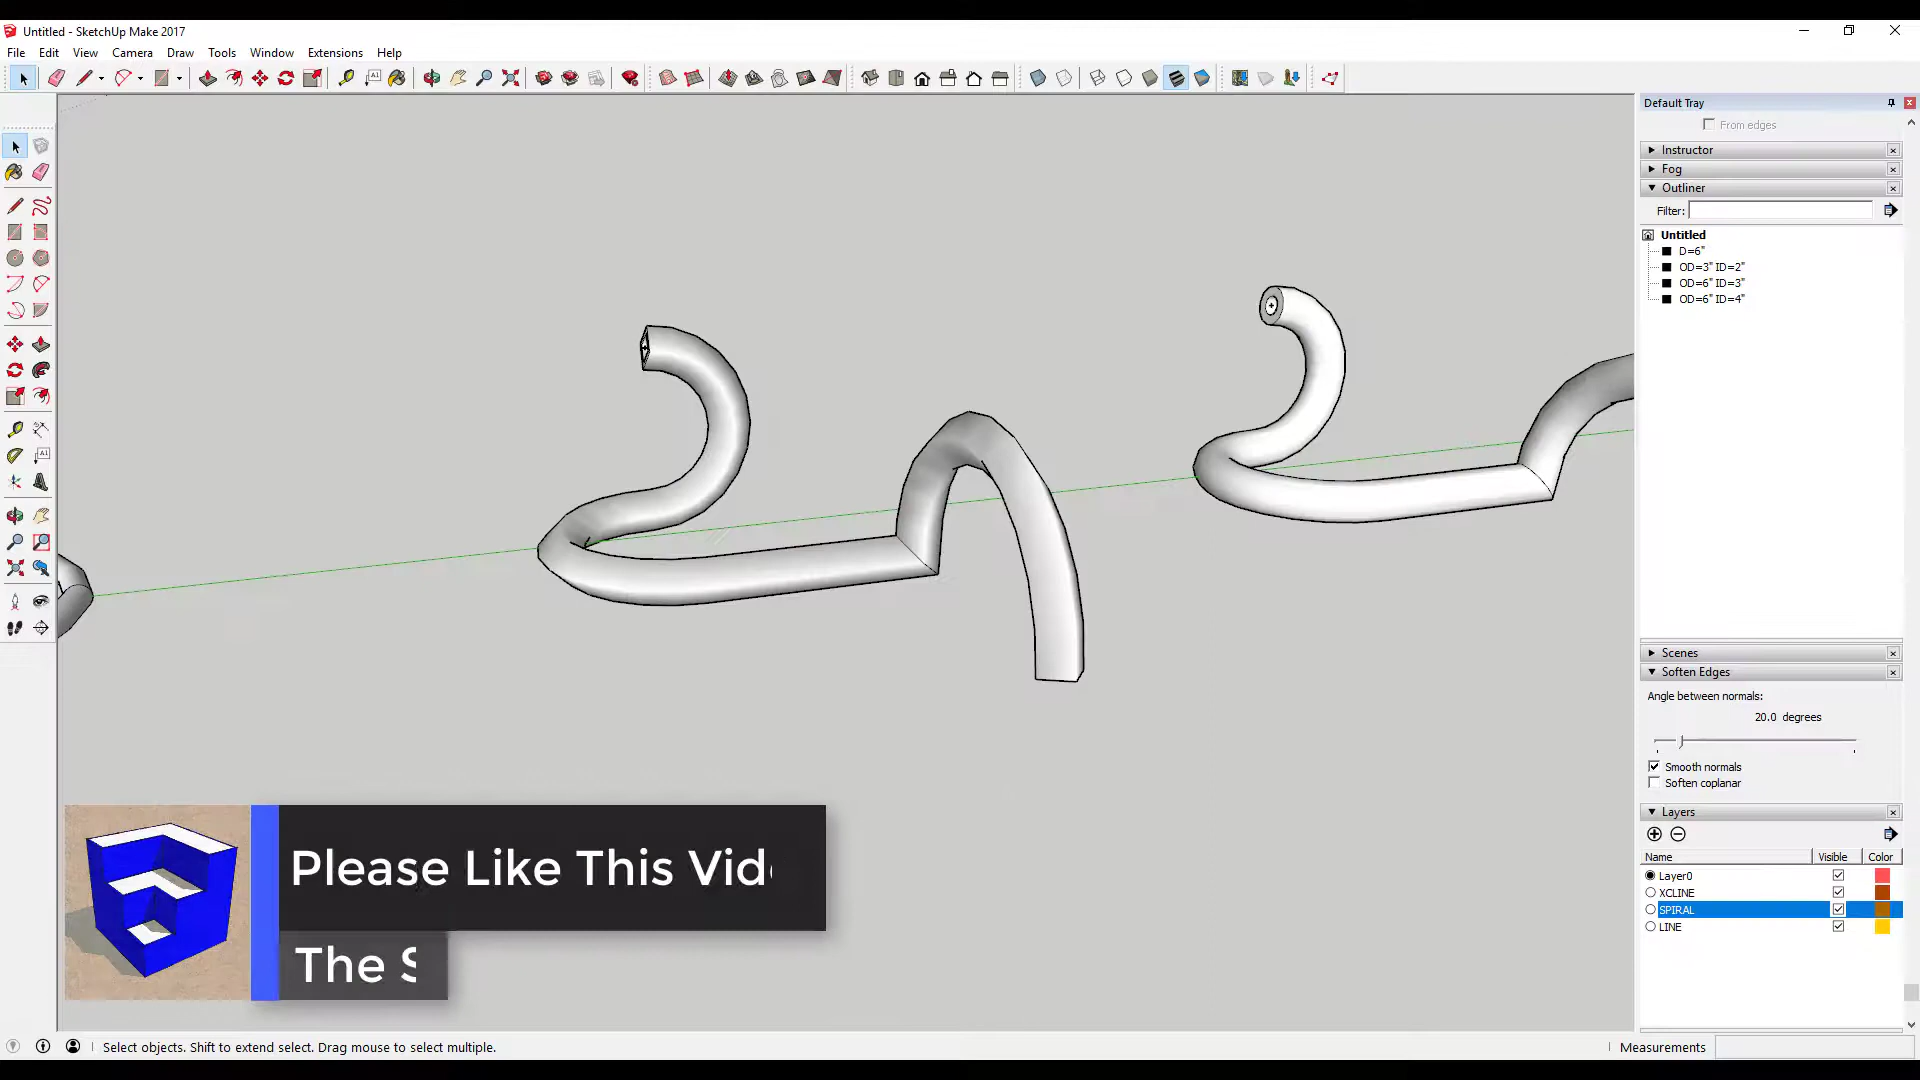 Untitled - SketchUp Make 2017
File Edit View Camera Draw Tools Window Extensions Help
Default Tray
From edges
Instructor
Fog
Outliner
Filter:
Untitled
D=6"
OD=3" ID=2"
OD=6" ID=3"
OD=6" ID=4"
Scenes
Soften Edges
Angle between normals:
20.0 degrees
Smooth normals
Soften coplanar
Layers
Name Visible Color
Layer0
XCLINE
SPIRAL
LINE
Please Like This Vid
The S
Select objects. Shift to extend select. Drag mouse to select multiple.
Measurements